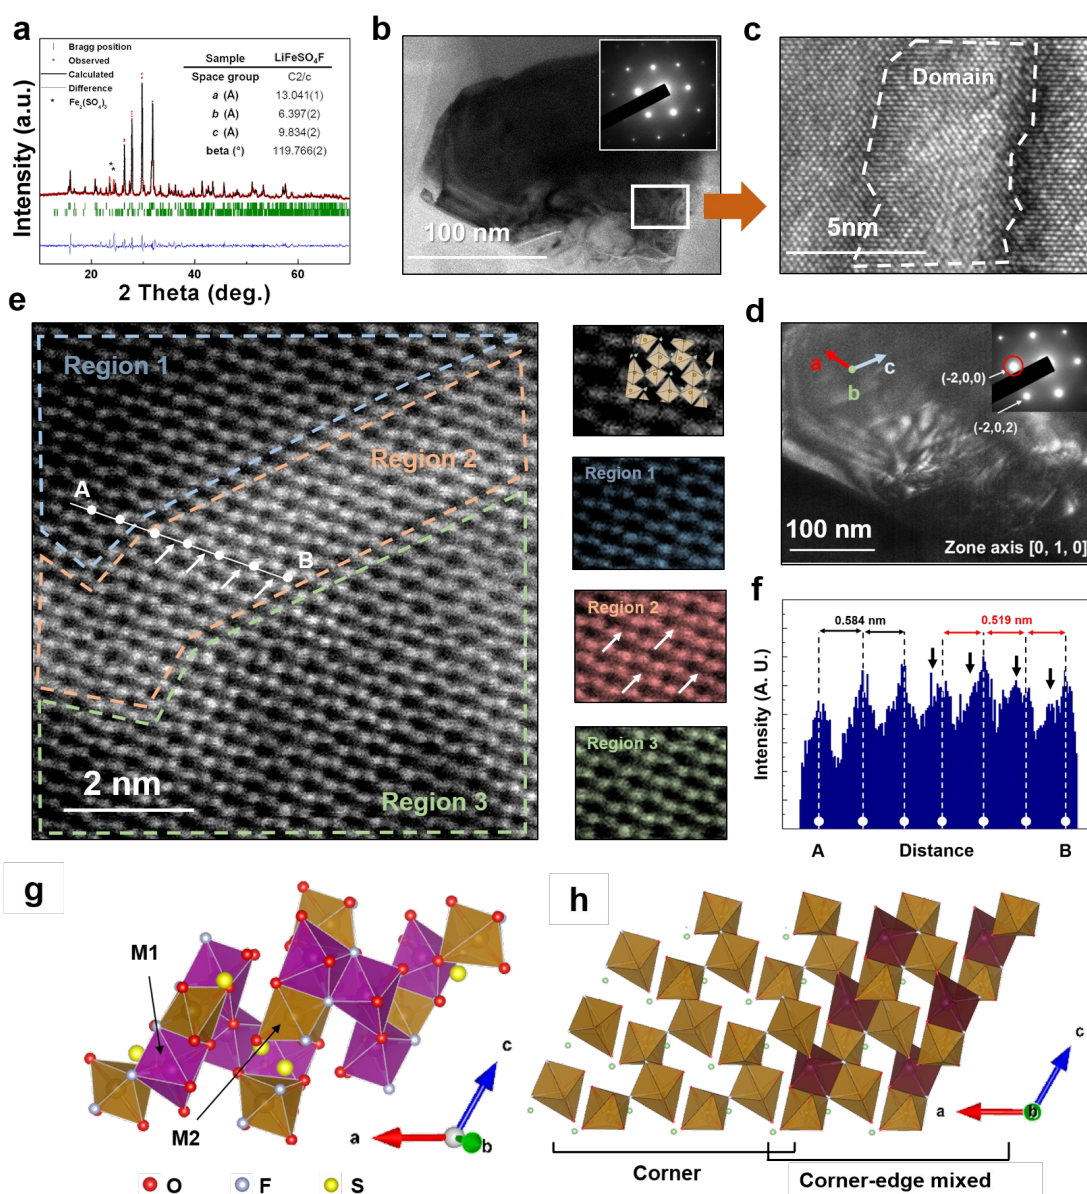 a
Intensity (a.u.)
Bragg position
Observed
Calculated
Difference
* Fe2(SO4)3
Sample LiFeSO4F
Space group C2/c
a (Å) 13.041(1)
b (Å) 6.397(2)
c (Å) 9.834(2)
beta (°) 119.766(2)
20 40 60
2 Theta (deg.)
b
100 nm
c
Domain
5nm
e
Region 1
Region 2
Region 3
A
B
2 nm
Region 1
Region 2
Region 3
d
a
b
c
(-2,0,0)
(-2,0,2)
100 nm
Zone axis [0, 1, 0]
f
Intensity (A. U.)
0.584 nm
0.519 nm
A Distance B
g
M1
M2
a
b
c
O F S
h
a
b
c
Corner
Corner-edge mixed